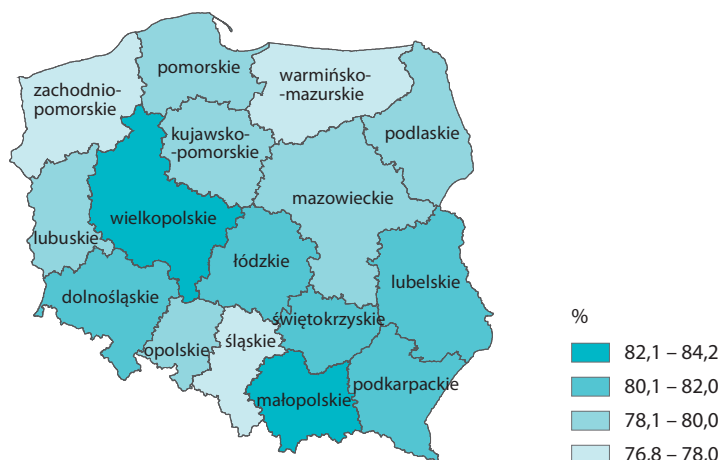 pomorskie
warmińsko-
-mazurskie
zachodnio-
pomorskie
kujawsko-
-pomorskie
podlaskie
mazowieckie
wielkopolskie
lubuskie
łódzkie
lubelskie
dolnośląskie
świętokrzyskie
śląskie
opolskie
podkarpackie
małopolskie
%
82,1 – 84,2
80,1 – 82,0
78,1 – 80,0
76,8 – 78,0